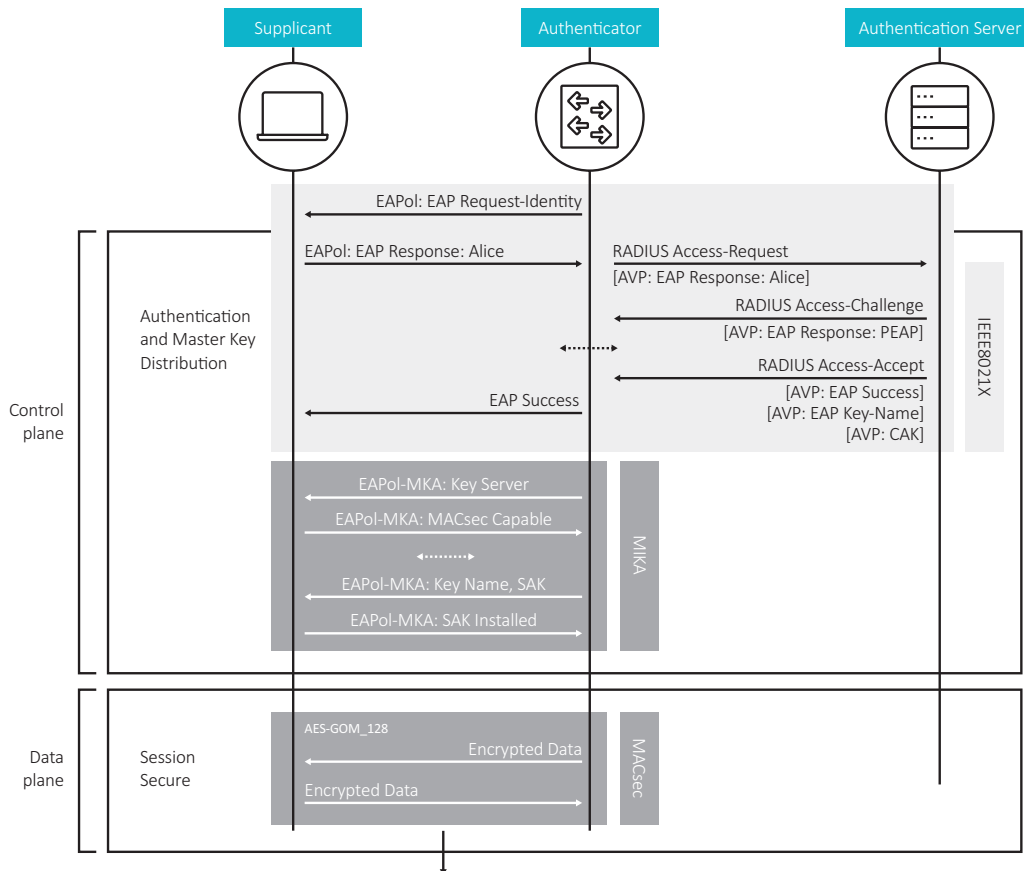 Supplicant
Authenticator
Authentication Server
EAPol: EAP Request-Identity
EAPol: EAP Response: Alice
RADIUS Access-Request
[AVP: EAP Response: Alice]
RADIUS Access-Challenge
[AVP: EAP Response: PEAP]
RADIUS Access-Accept
[AVP: EAP Success]
[AVP: EAP Key-Name]
[AVP: CAK]
EAP Success
IEEE8021X
Authentication
and Master Key
Distribution
Control
plane
EAPol-MKA: Key Server
EAPol-MKA: MACsec Capable
EAPol-MKA: Key Name, SAK
EAPol-MKA: SAK Installed
MIKA
Data
plane
Session
Secure
AES-GOM_128
Encrypted Data
Encrypted Data
MACsec